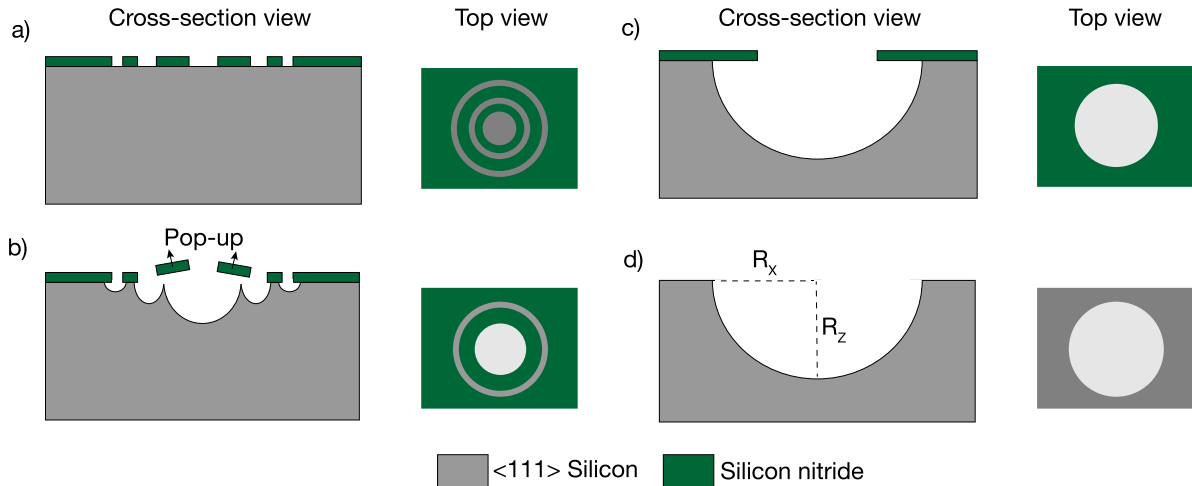 Cross-section view
Top view
a)
Pop-up
b)
Cross-section view
Top view
c)
d)
R_X
R_Z
<111> Silicon
Silicon nitride